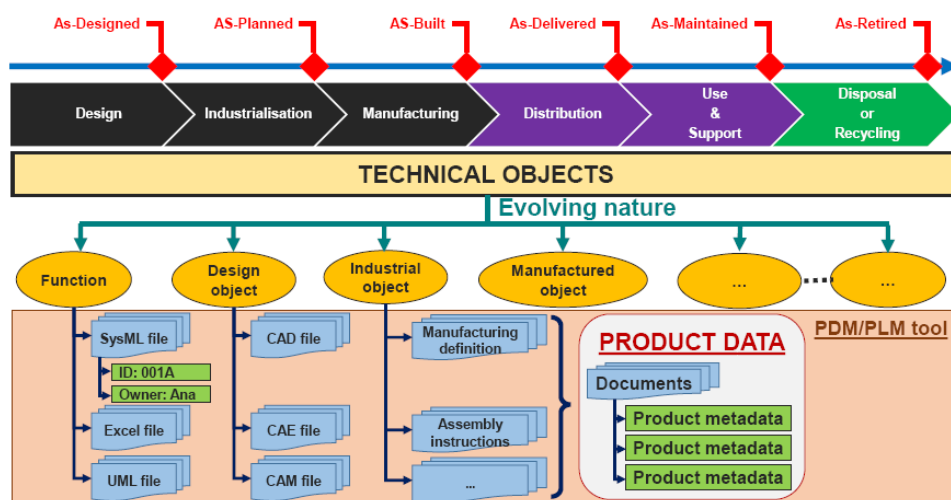 As-Designed
AS-Planned
AS-Built
As-Delivered
As-Maintained
As-Retired
Design
Industrialisation
Manufacturing
Distribution
Use
&
Support
Disposal
or
Recycling
TECHNICAL OBJECTS
Evolving nature
Function
Design
object
Industrial
object
Manufactured
object
...
....
...
PDM/PLM tool
SysML file
ID: 001A
Owner: Ana
Excel file
UML file
CAD file
CAE file
CAM file
Manufacturing
definition
Assembly
instructions
...
PRODUCT DATA
Documents
Product metadata
Product metadata
Product metadata